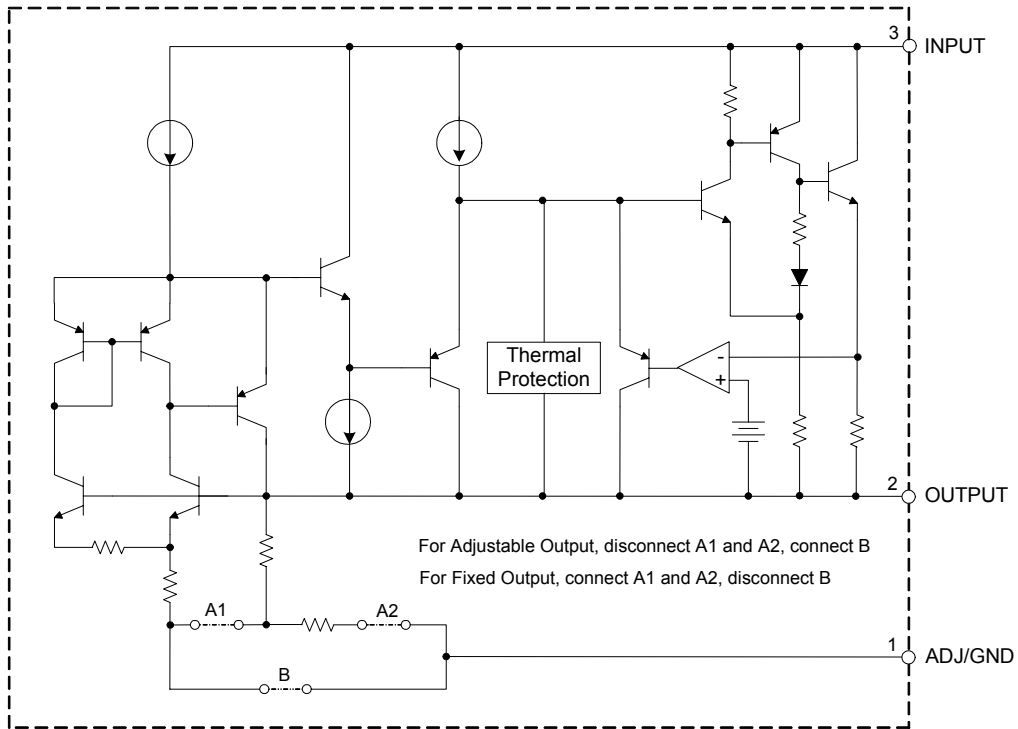 3
INPUT
Thermal
Protection
-
+
2
OUTPUT
For Adjustable Output, disconnect A1 and A2, connect B
For Fixed Output, connect A1 and A2, disconnect B
A1
A2
1
ADJ/GND
B